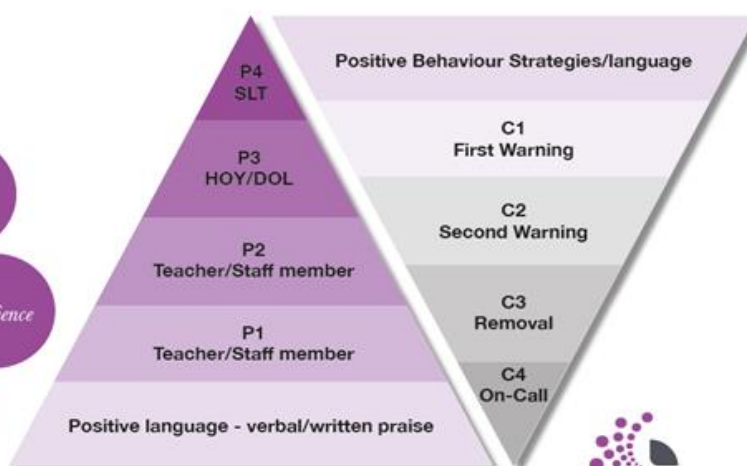 P4
SLT
P3
HOY/DOL
P2
Teacher/Staff member
P1
Teacher/Staff member
Positive language - verbal/written praise
Positive Behaviour Strategies/language
C1
First Warning
C2
Second Warning
C3
Removal
C4
On-Call